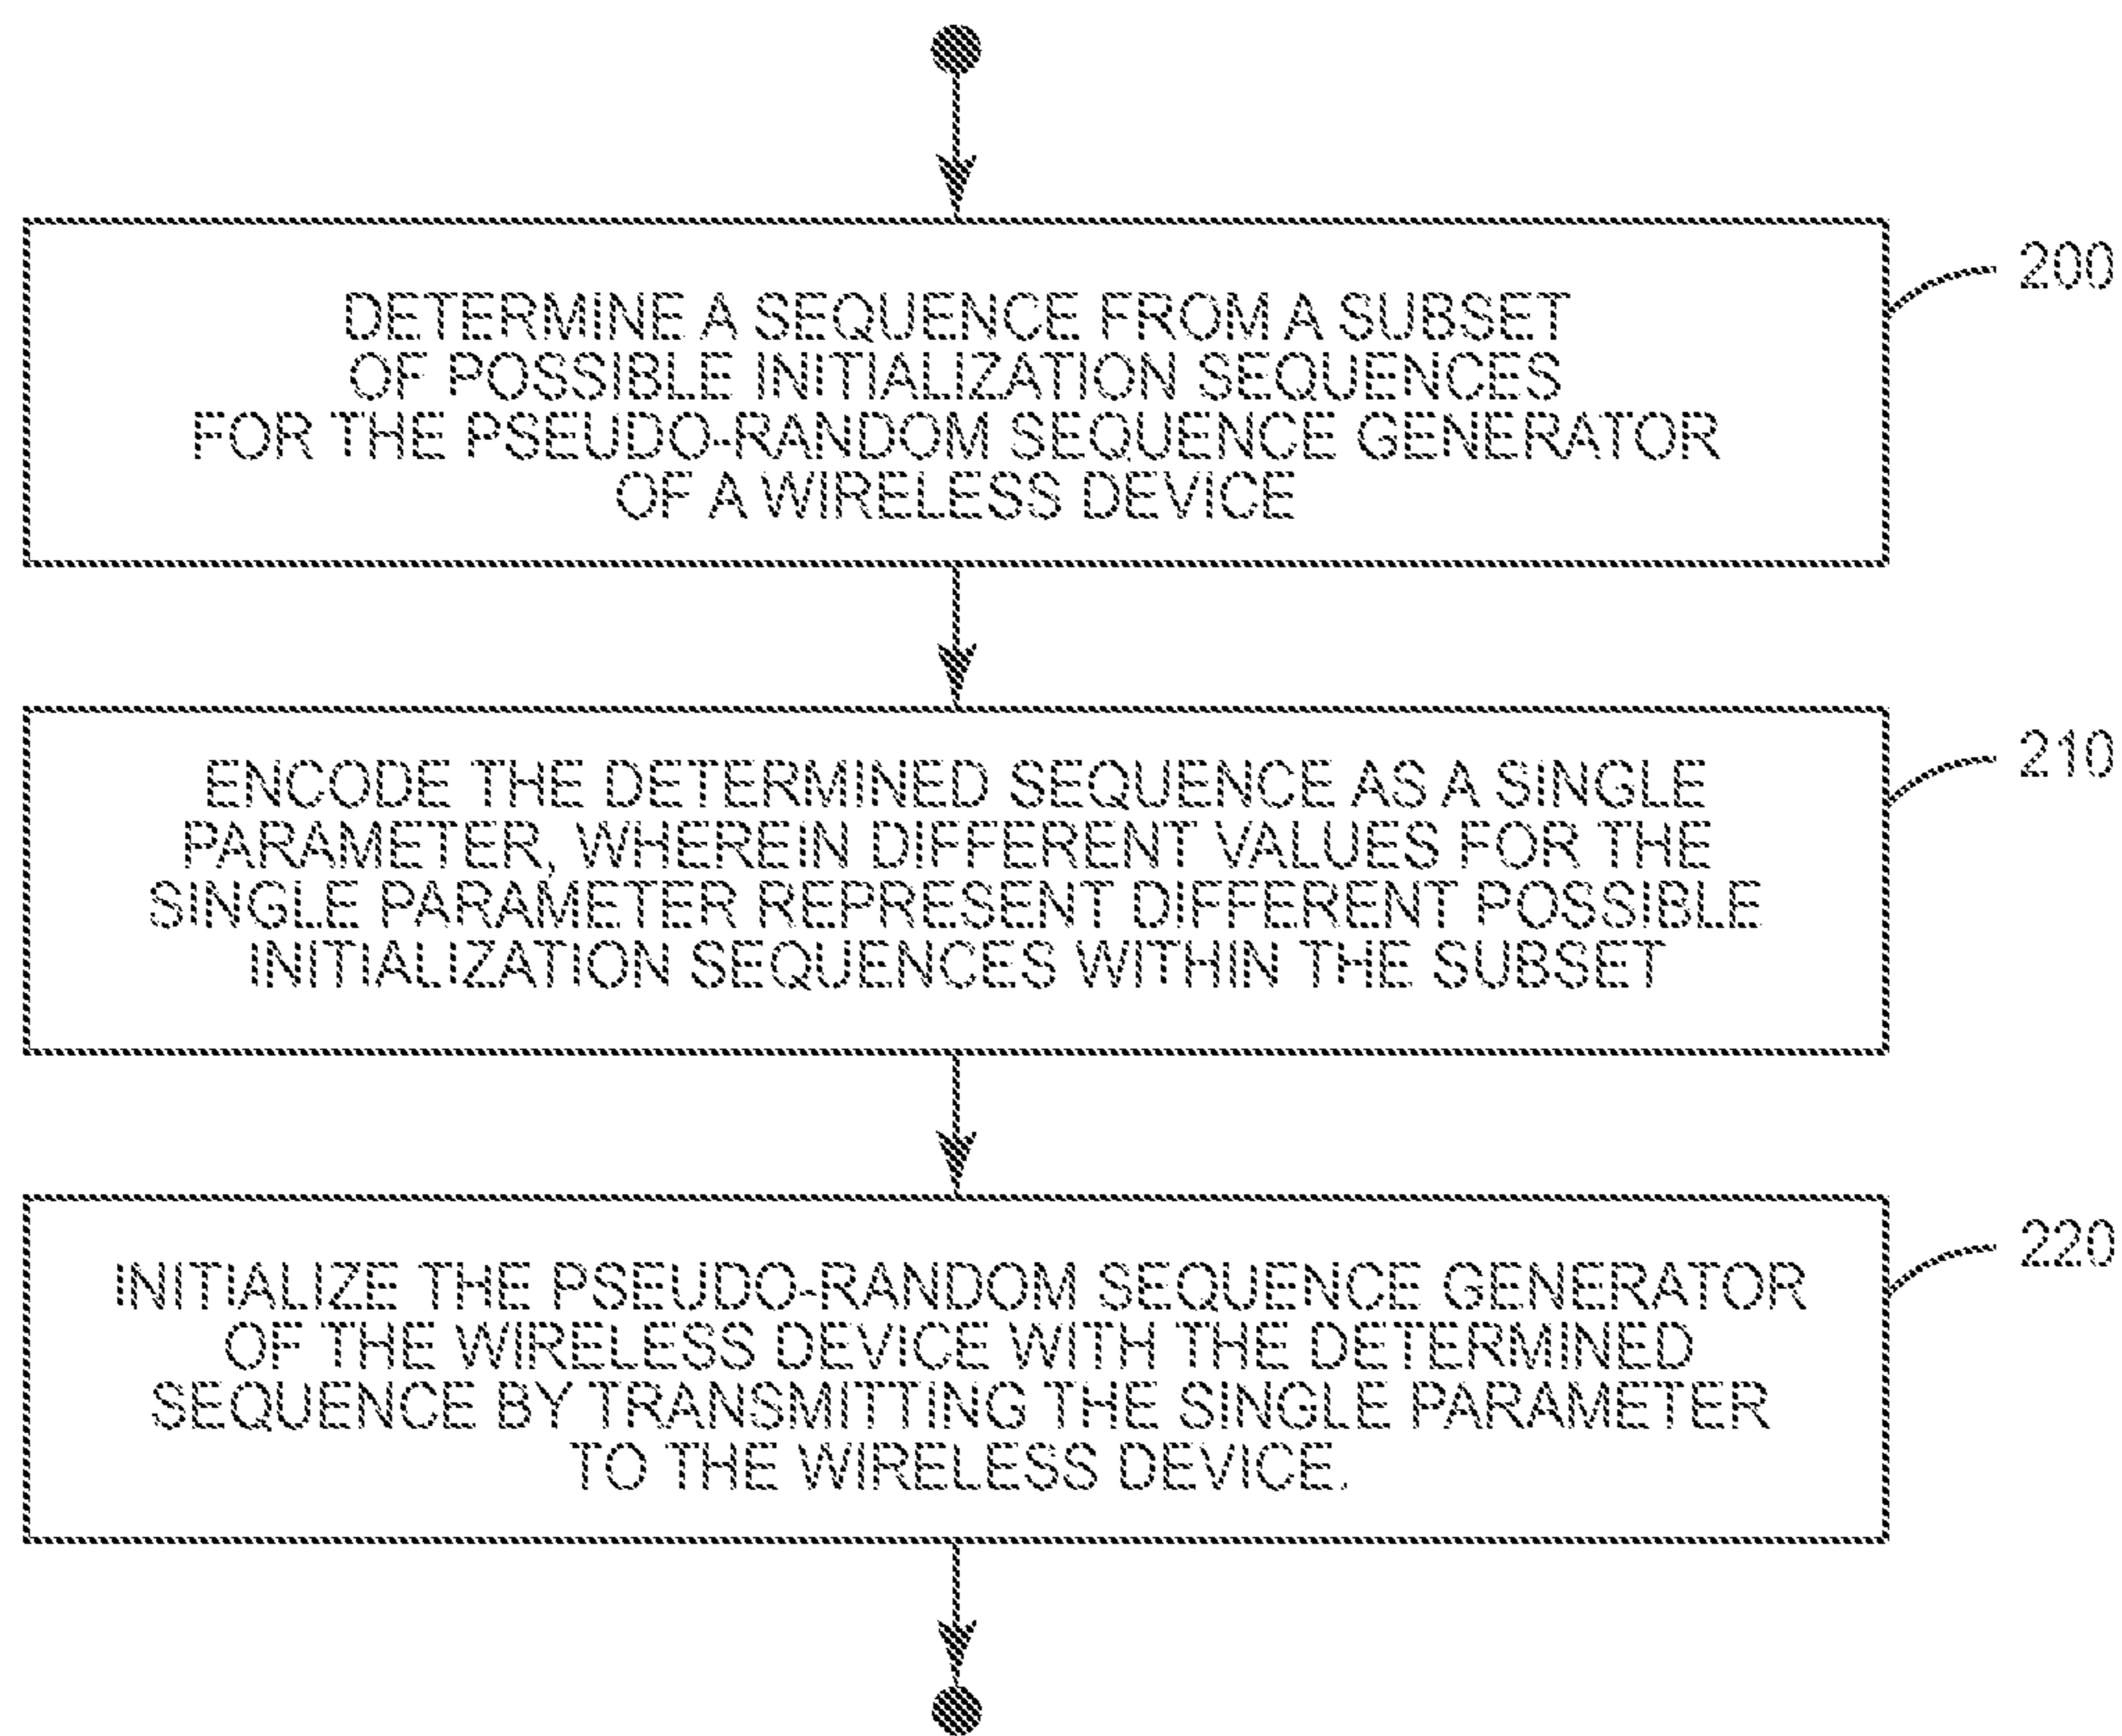 DETERMINE A SEQUENCE FROM A SUBSET
OF POSSIBLE INITIALIZATION SEQUENCES
FOR THE PSEUDO-RANDOM SEQUENCE GENERATOR
OF A WIRELESS DEVICE
200
ENCODE THE DETERMINED SEQUENCE AS A SINGLE
PARAMETER, WHEREIN DIFFERENT VALUES FOR THE
SINGLE PARAMETER REPRESENT DIFFERENT POSSIBLE
INITIALIZATION SEQUENCES WITHIN THE SUBSET
210
INITIALIZE THE PSEUDO-RANDOM SEQUENCE GENERATOR
OF THE WIRELESS DEVICE WITH THE DETERMINED
SEQUENCE BY TRANSMITTING THE SINGLE PARAMETER
TO THE WIRELESS DEVICE.
220